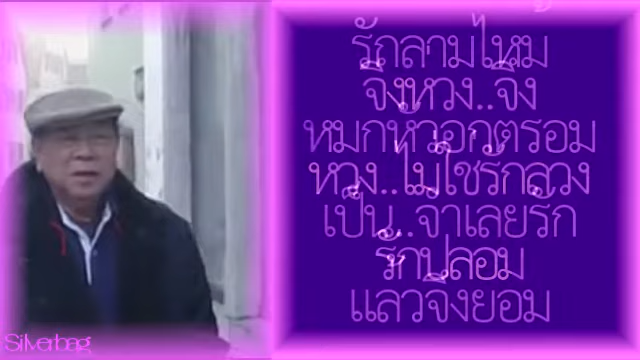 รักลามไหม้
จึงหวง..จึง
หมกหัวอกตรอม
หวง..ไม่ใช่รักลวง
เป็น..จำเลยรัก
รักปลอม
แล้วจึงยอม
Silverbag